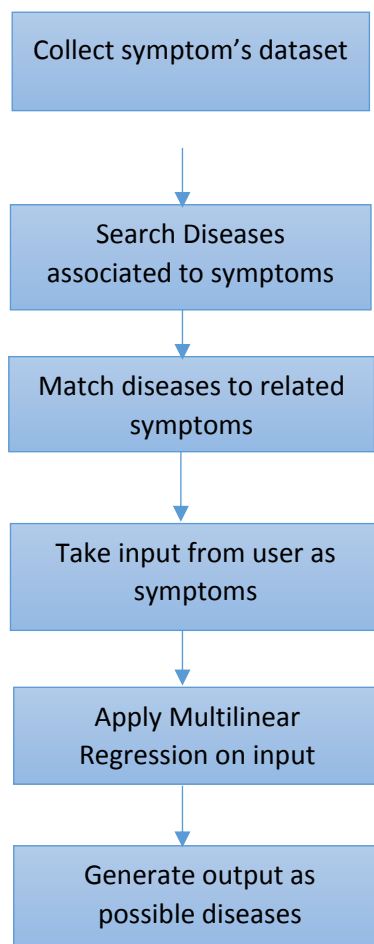 Collect symptom’s dataset
Search Diseases
associated to symptoms
Match diseases to related
symptoms
Take input from user as
symptoms
Apply Multilinear
Regression on input
Generate output as
possible diseases